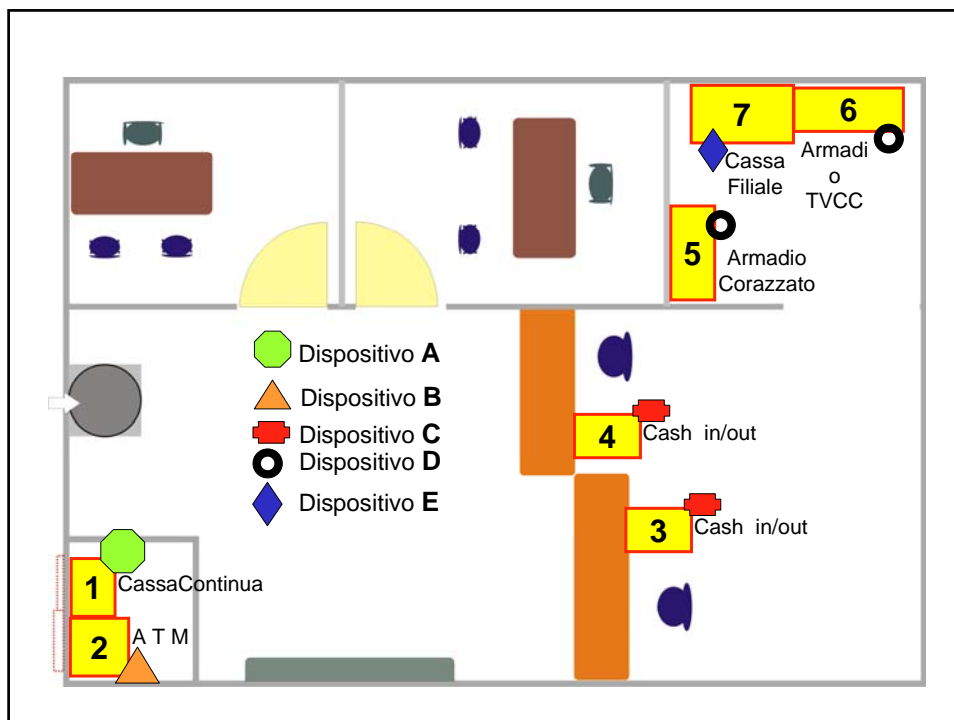 7
6
Cassa
Filiale
Armadi
o
TVCC
5
Armadio
Corazzato
Dispositivo A
Dispositivo B
Dispositivo C
Dispositivo D
Dispositivo E
4
Cash in/out
3
Cash in/out
1
CassaContinua
2
A T M